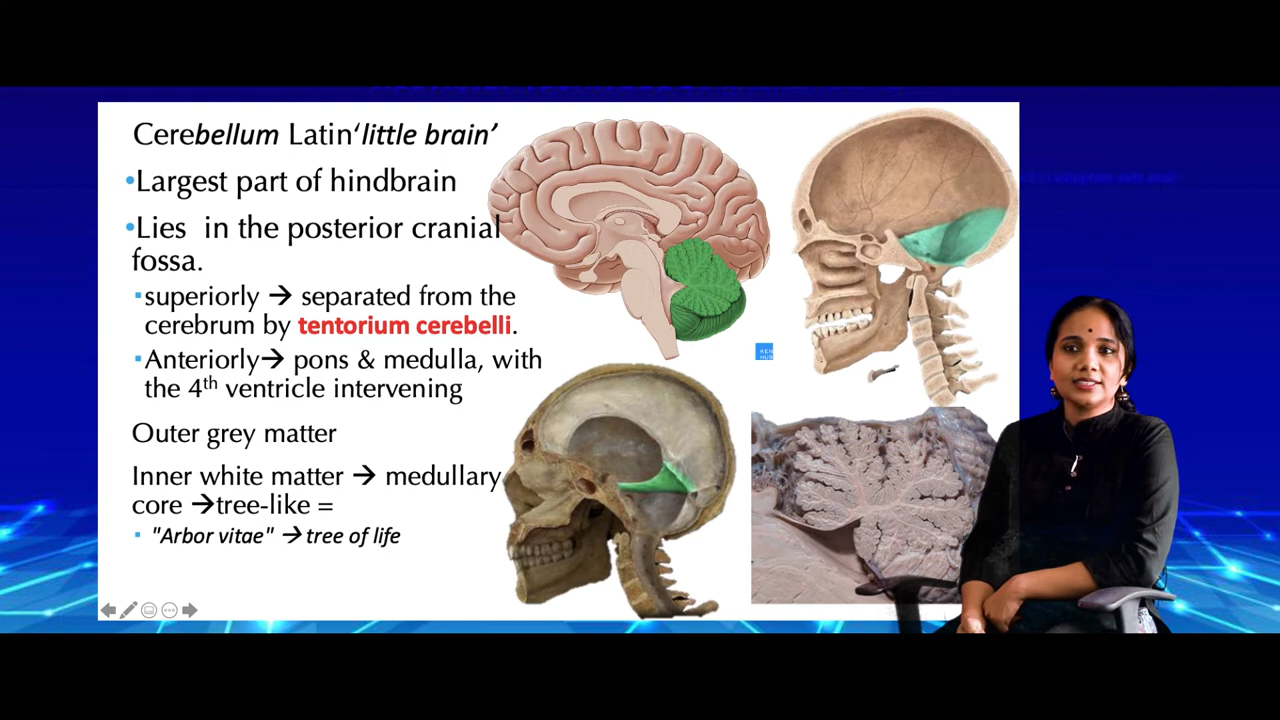 Cerebellum Latin‘little brain’
•Largest part of hindbrain
•Lies in the posterior cranial
fossa.
▪superiorly → separated from the
cerebrum by tentorium cerebelli.
▪Anteriorly→ pons & medulla, with
the 4th ventricle intervening
Outer grey matter
Inner white matter → medullary
core →tree-like =
▪ "Arbor vitae" → tree of life
KEN
HUB